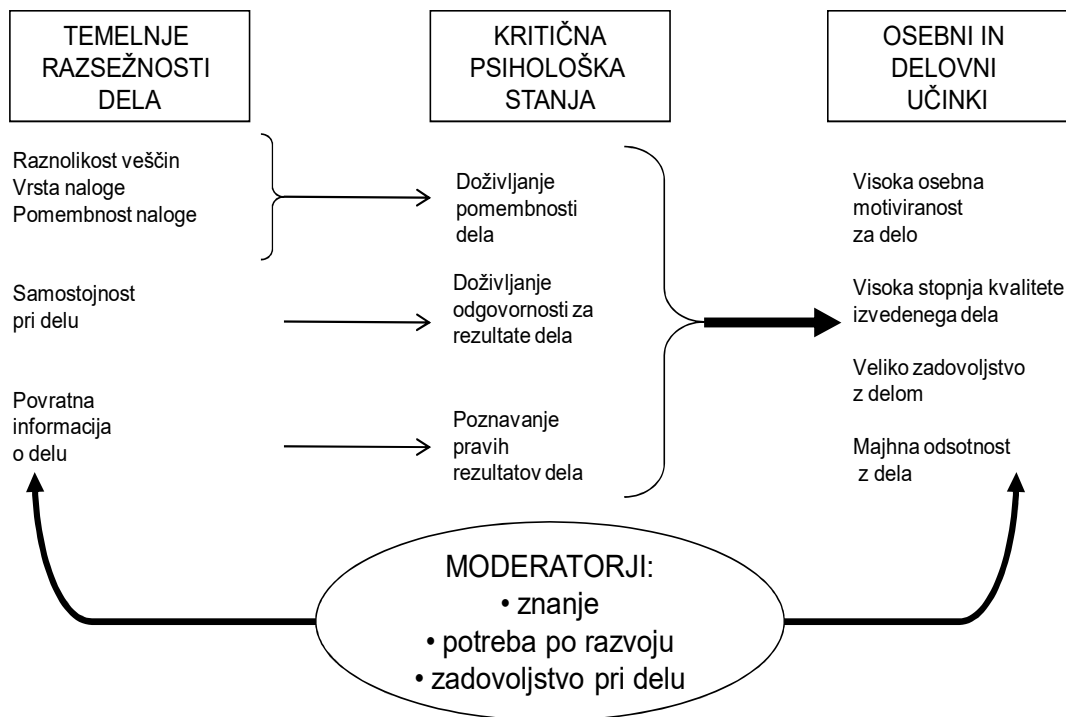 TEMELNJE
RAZSEŽNOSTI
DELA
KRITIČNA
PSIHOLOŠKA
STANJA
OSEBNI IN
DELOVNI
UČINKI
Raznolikost veščin
Vrsta naloge
Pomembnost naloge
Doživljanje
pomembnosti
dela
Visoka osebna
motiviranost
za delo
Samostojnost
pri delu
Doživljanje
odgovornosti za
rezultate dela
Visoka stopnja kvalitete
izvedenega dela
Veliko zadovoljstvo
z delom
Povratna
informacija
o delu
Poznavanje
pravih
rezultatov dela
Majhna odsotnost
z dela
MODERATORJI:
• znanje
• potreba po razvoju
• zadovoljstvo pri delu